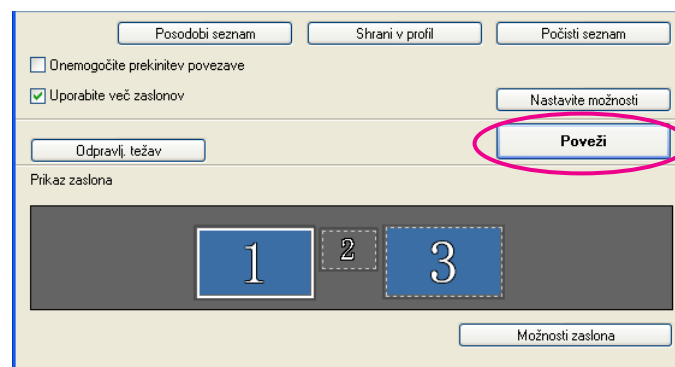 Posodobi seznam Shrani v profil Počisti seznam
Onemogočite prekinitev povezave
Uporabite več zaslonov
Nastavite možnosti
Poveži
Odpravlj. težav
Prikaz zaslona
1 2 3
Možnosti zaslona